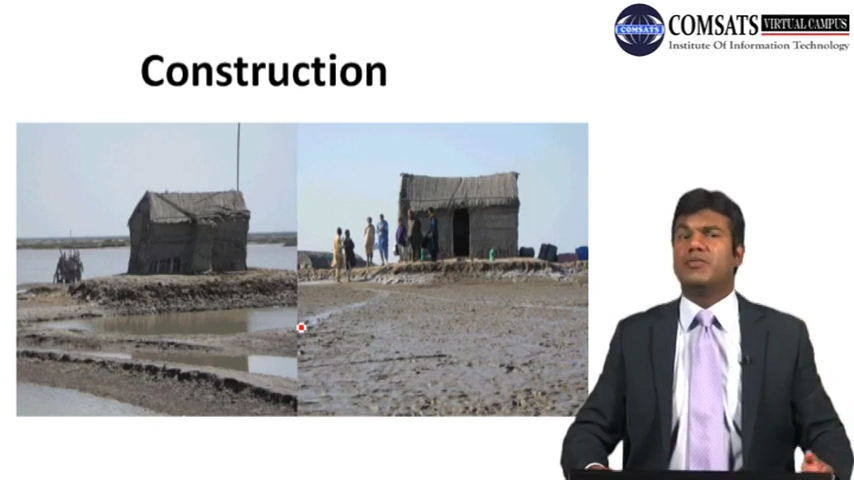 COMSATS
COMSATS VIRTUAL CAMPUS
Institute Of Information Technology
Construction